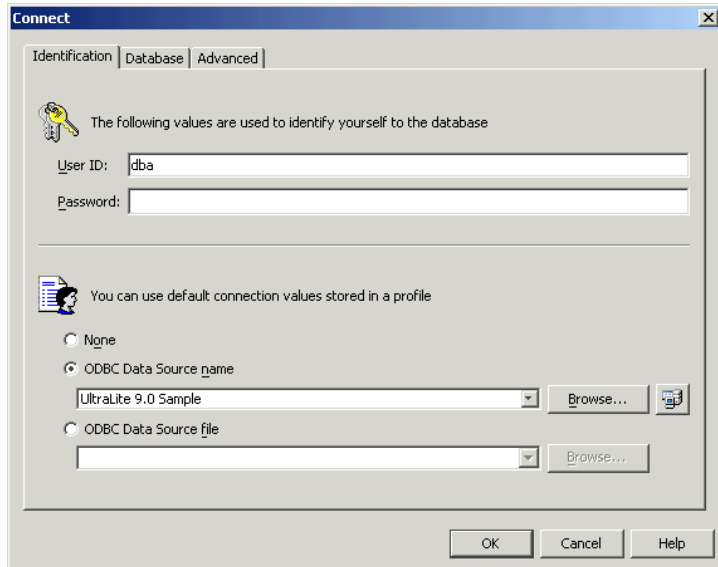 Connect
Identification Database Advanced
The following values are used to identify yourself to the database
User ID: dba
Password:
You can use default connection values stored in a profile
None
ODBC Data Source name
UltraLite 9.0 Sample Browse...
ODBC Data Source file
Browse...
OK Cancel Help